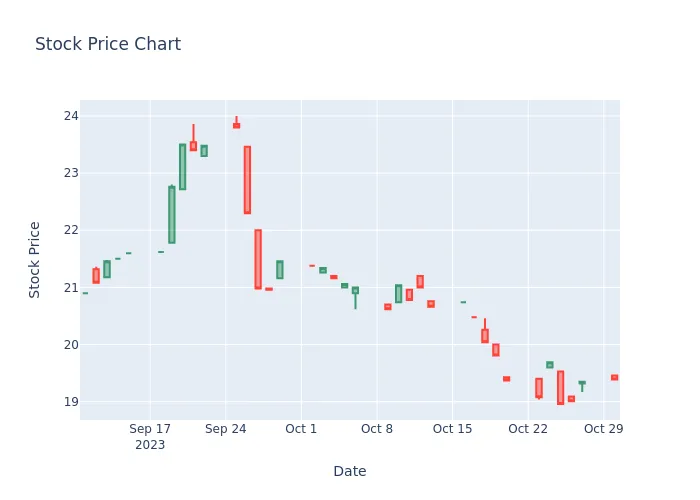 Stock Price Chart
24
23
22
21
20
19
Stock Price
Sep 17
2023
Sep 24
Oct 1
Oct 8
Oct 15
Oct 22
Oct 29
Date